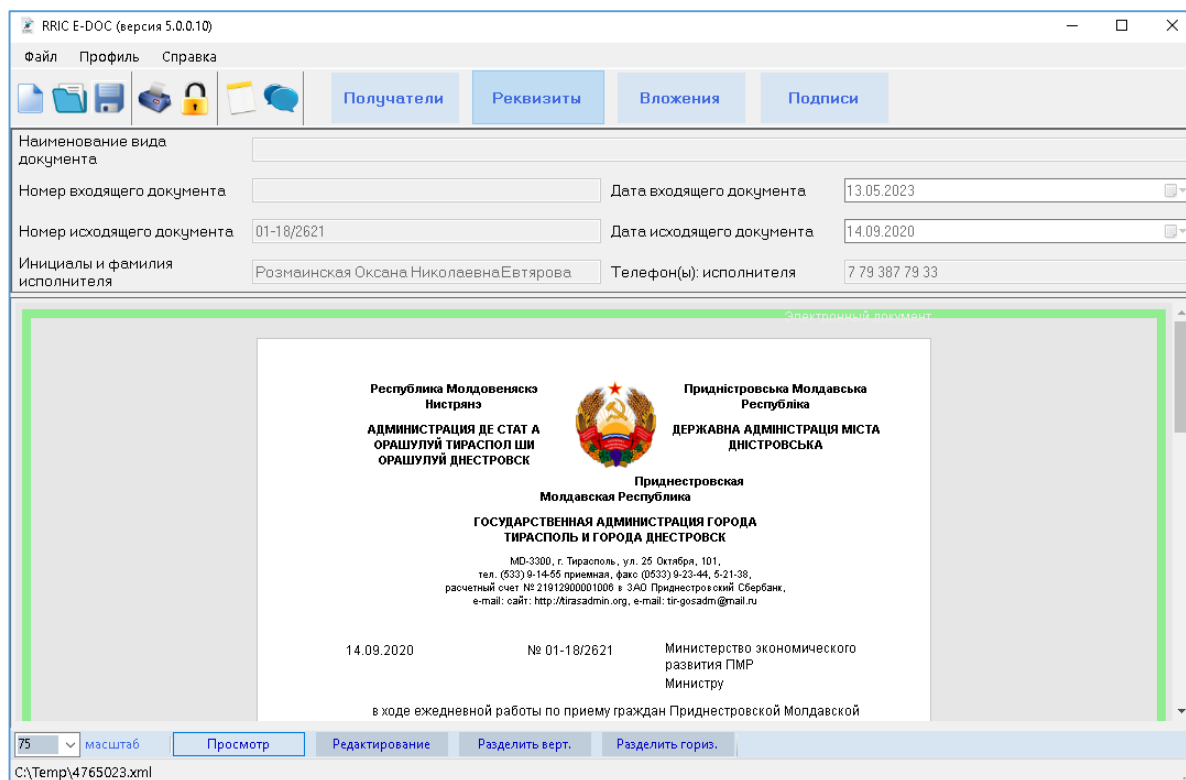 RRIC E-DOC (версия 5.0.0.10)
Файл Профиль Справка
Получатели Реквизиты Вложения Подписи
Наименование вида
документа
Номер входящего документа Дата входящего документа 13.05.2023
Номер исходящего документа 01-18/2621 Дата исходящего документа 14.09.2020
Инициалы и фамилия
исполнителя Розмаинская Оксана НиколаевнаЕвтярова Телефон(ы): исполнителя 7 79 387 79 33
Электронный документ
Республика Молдовеняскэ Придністровська Молдавська
Нистрянэ Республіка
АДМИНИСТРАЦИЯ ДЕ СТАТ А ДЕРЖАВНА АДМІНІСТРАЦІЯ МІСТА
ОРАШУЛУЙ ТИРАСПОЛ ШИ ДНІСТРОВСЬКА
ОРАШУЛУЙ ДНЕСТРОВСК
Приднестровская
Молдавская Республика
ГОСУДАРСТВЕННАЯ АДМИНИСТРАЦИЯ ГОРОДА
ТИРАСПОЛЬ И ГОРОДА ДНЕСТРОВСК
MD-3300, г. Тирасполь, ул. 25 Октября, 101,
тел. (533) 9-14-55 приемная, факс (0533) 9-23-44, 5-21-38,
расчетный счет № 21912900001006 в ЗАО Приднестровский Сбербанк,
e-mail: сайт: http://tirasadmin.org, e-mail: tir-gosadm@mail.ru
14.09.2020 № 01-18/2621 Министерство экономического
развития ПМР
Министру
в ходе ежедневной работы по приему граждан Приднестровской Молдавской
75 масштаб Просмотр Редактирование Разделить верт. Разделить гориз.
C:\Temp\4765023.xml